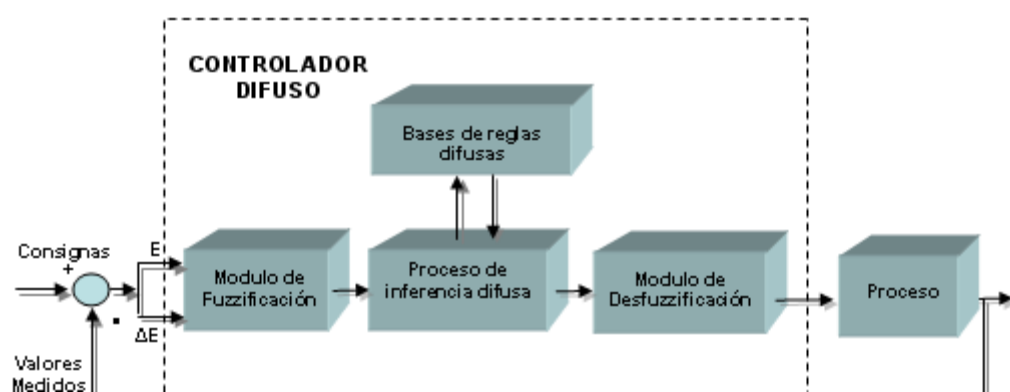 CONTROLADOR
DIFUSO
Bases de reglas
difusas
Consignas
+
E
ΔE
Valores
Medidos
Modulo de
Fuzzificación
Proceso de
inferencia difusa
Modulo de
Desfuzzificación
Proceso